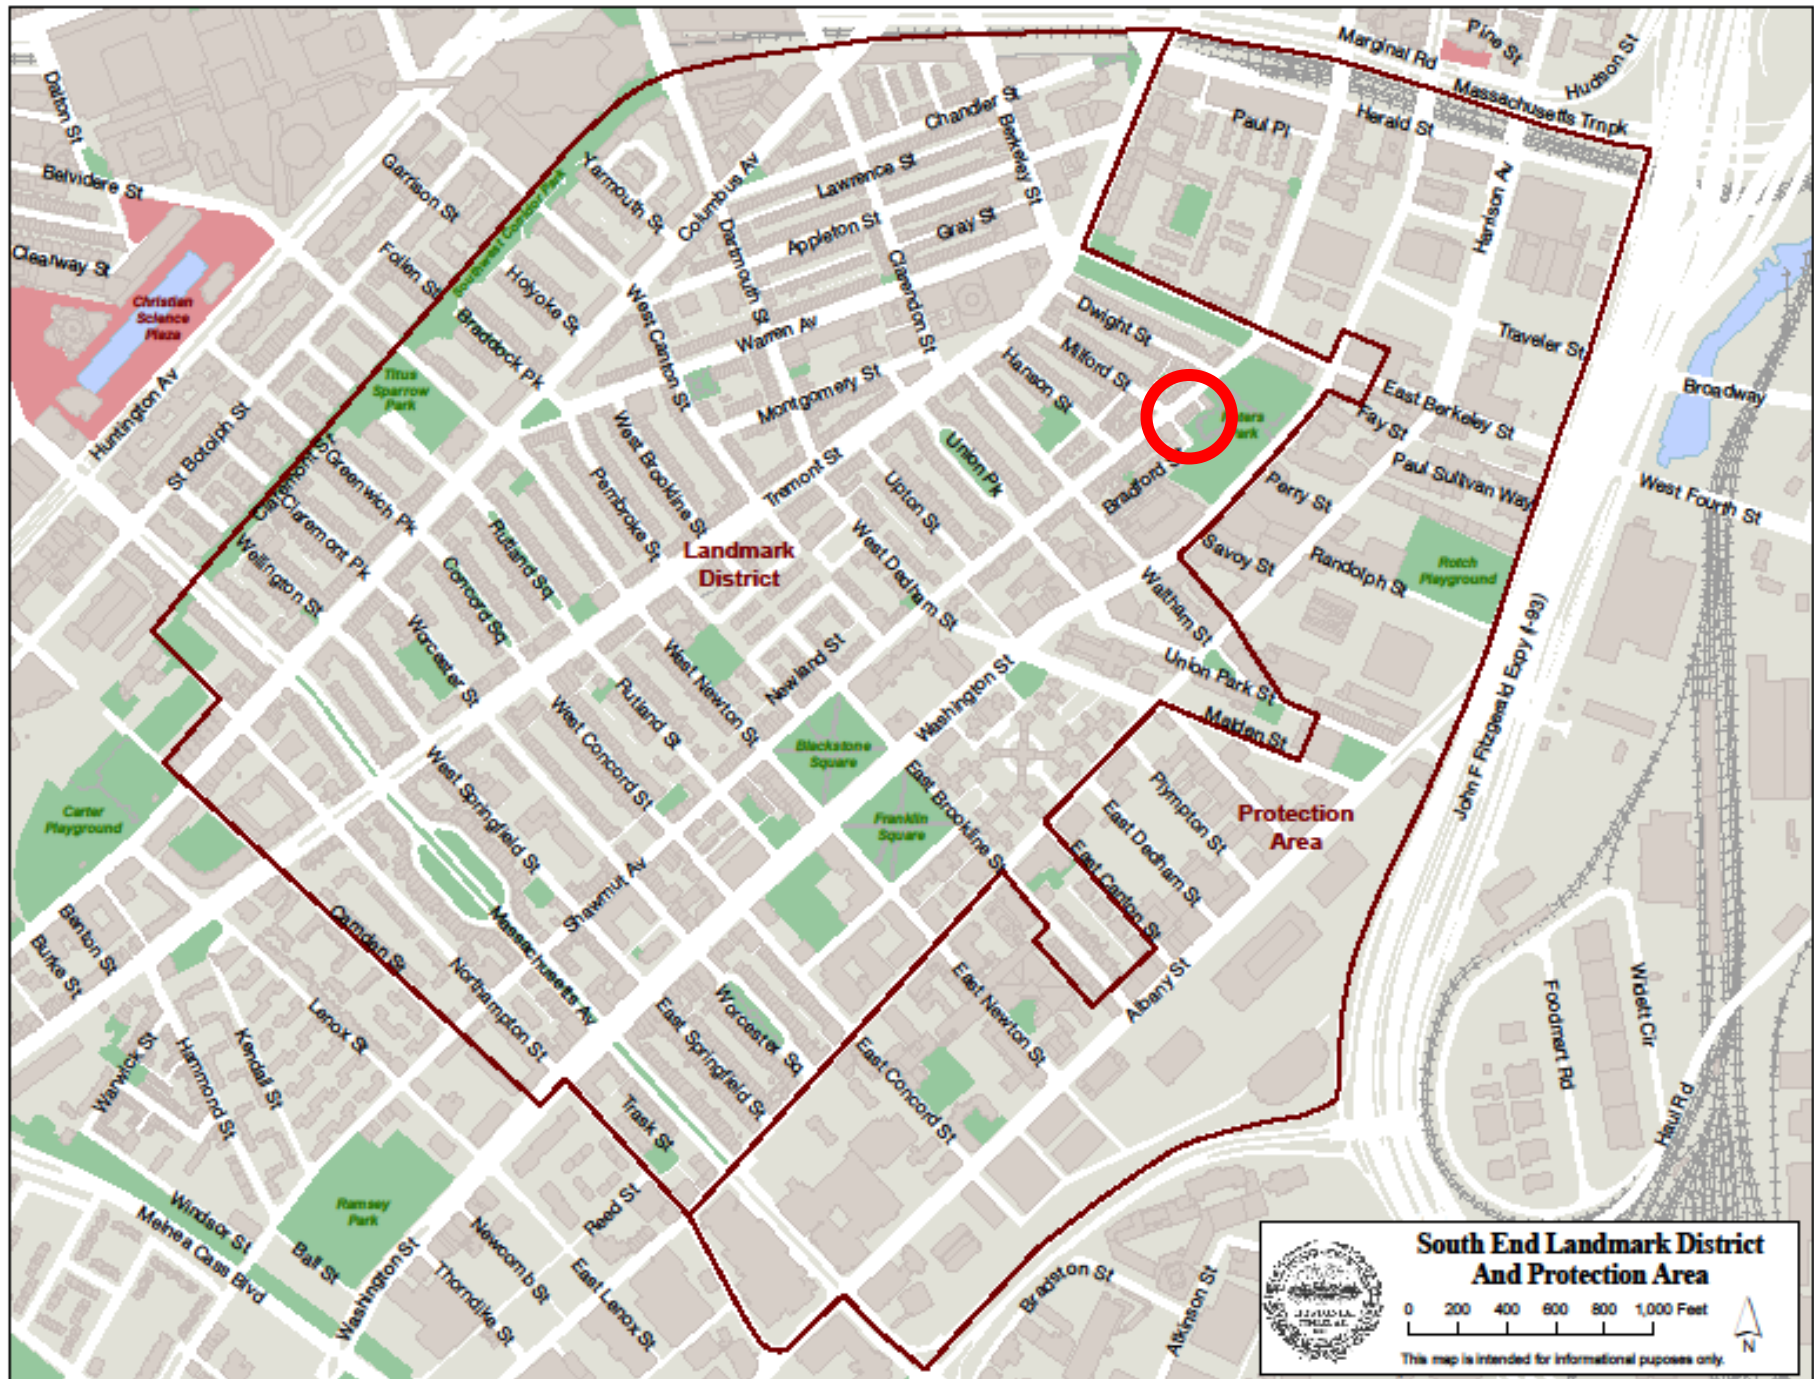 Dalton St
Belvidere St
Clearway St
Christian
Science
Plaza
Huntington Av
St Botolph St
Garrison St
Follen St
Yarmouth St
Southwest Corridor Park
Holyoke St
Braddock Pk
Titus
Sparrow
Park
Columbus Av
Chandler St
Lawrence St
Appleton St
Gray St
Berkeley St
Dartmouth St
Clarendon St
West Canton St
Warren Av
Montgomery St
Marginal Rd
Pine St
Hudson St
Massachusetts Trnpk
Herald St
Paul Pl
Harrison Av
Traveler St
Broadway
East Berkeley St
West Fourth St
Dwight St
Milford St
Hanson St
Peters
Park
Fay St
Paul Sullivan Way
Bradford St
Perry St
Savoy St
Randolph St
Rotch
Playground
Waltham St
Union Park St
Malden St
Union Pk
Upton St
West Dedham St
Tremont St
West Brookline St
Pembroke St
Landmark
District
Claremont St
Greenwich Pk
Claremont Pk
Wellington St
Rutland Sq
Concord Sq
Worcester St
West Newton St
Rutland St
West Concord St
Newland St
Washington St
Blackstone
Square
Franklin
Square
East Brookline St
Plympton St
East Dedham St
East Canton St
Protection
Area
John F Fitzgerald Expy (I-93)
Carter
Playground
West Springfield St
Shawmut Av
Massachusetts Av
Camden St
Northampton St
Lenox St
Benton St
Burke St
Warwick St
Hammond St
Kendall St
Worcester Sq
East Springfield St
East Newton St
East Concord St
Albany St
Trask St
Reed St
Ramsey
Park
Windsor St
Melnea Cass Blvd
Ball St
Washington St
Newcomb St
Thorndike St
East Lenox St
Bradston St
Atkinson St
Foodmart Rd
Widett Cir
Haul Rd
South End Landmark District
And Protection Area
0 200 400 600 800 1,000 Feet
N
This map is intended for informational puposes only.